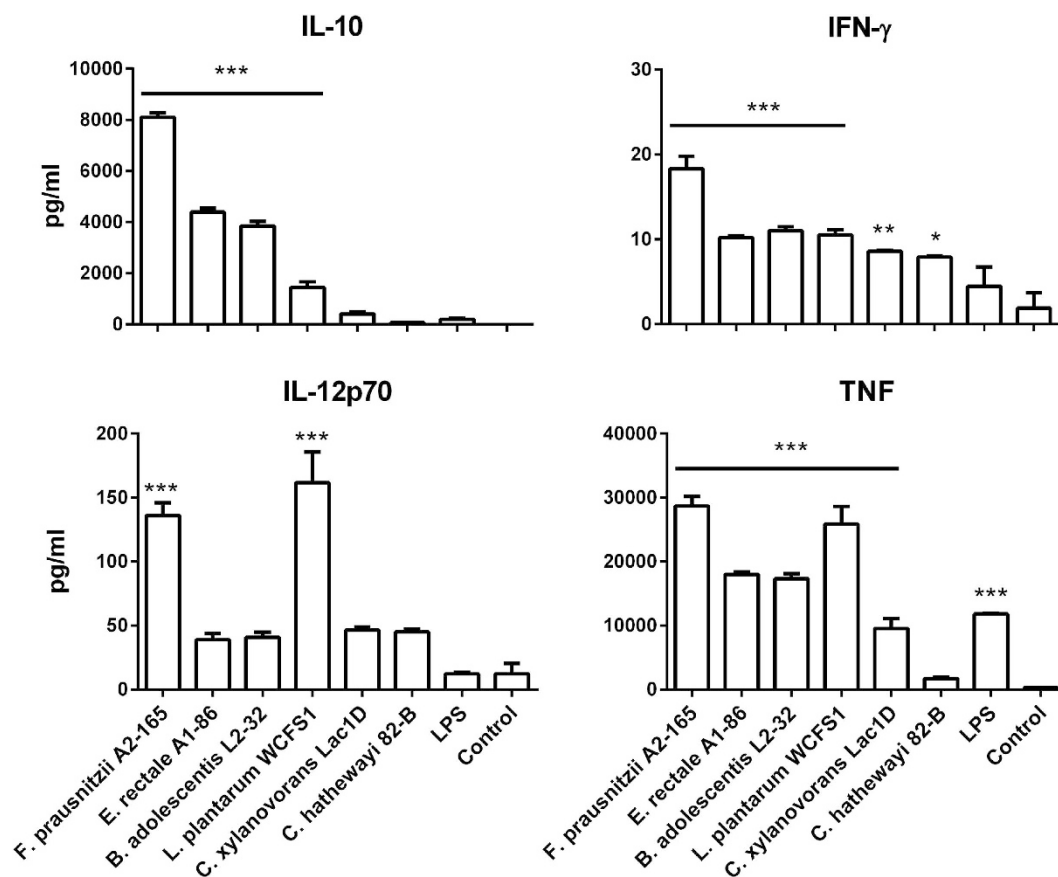 IL-10
IFN-γ
10000
8000
6000
4000
2000
0
pg/ml
***
30
20
10
0
***
**
*
IL-12p70
TNF
200
150
100
50
0
pg/ml
***
***
40000
30000
20000
10000
0
***
***
F. prausnitzii A2-165
E. rectale A1-86
B. adolescentis L2-32
L. plantarum WCFS1
C. xylanovorans Lac1D
C. hathewayi 82-B
LPS
Control
F. prausnitzii A2-165
E. rectale A1-86
B. adolescentis L2-32
L. plantarum WCFS1
C. xylanovorans Lac1D
C. hathewayi 82-B
LPS
Control